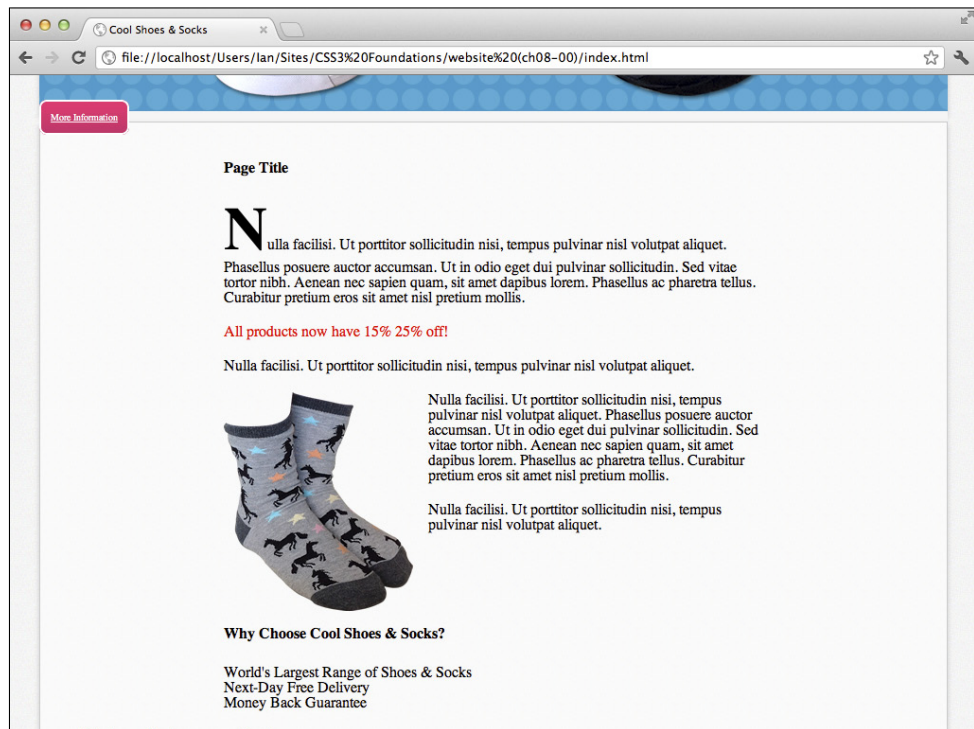 Cool Shoes & Socks
file://localhost/Users/Ian/Sites/CSS3%20Foundations/website%20(ch08-00)/index.html
More Information
Page Title
Nulla facilisi. Ut porttitor sollicitudin nisi, tempus pulvinar nisl volutpat aliquet.
Phasellus posuere auctor accumsan. Ut in odio eget dui pulvinar sollicitudin. Sed vitae
tortor nibh. Aenean nec sapien quam, sit amet dapibus lorem. Phasellus ac pharetra tellus.
Curabitur pretium eros sit amet nisl pretium mollis.
All products now have 15% 25% off!
Nulla facilisi. Ut porttitor sollicitudin nisi, tempus pulvinar nisl volutpat aliquet.
Nulla facilisi. Ut porttitor sollicitudin nisi, tempus
pulvinar nisl volutpat aliquet. Phasellus posuere auctor
accumsan. Ut in odio eget dui pulvinar sollicitudin. Sed
vitae tortor nibh. Aenean nec sapien quam, sit amet
dapibus lorem. Phasellus ac pharetra tellus. Curabitur
pretium eros sit amet nisl pretium mollis.
Nulla facilisi. Ut porttitor sollicitudin nisi, tempus
pulvinar nisl volutpat aliquet.
Why Choose Cool Shoes & Socks?
World's Largest Range of Shoes & Socks
Next-Day Free Delivery
Money Back Guarantee